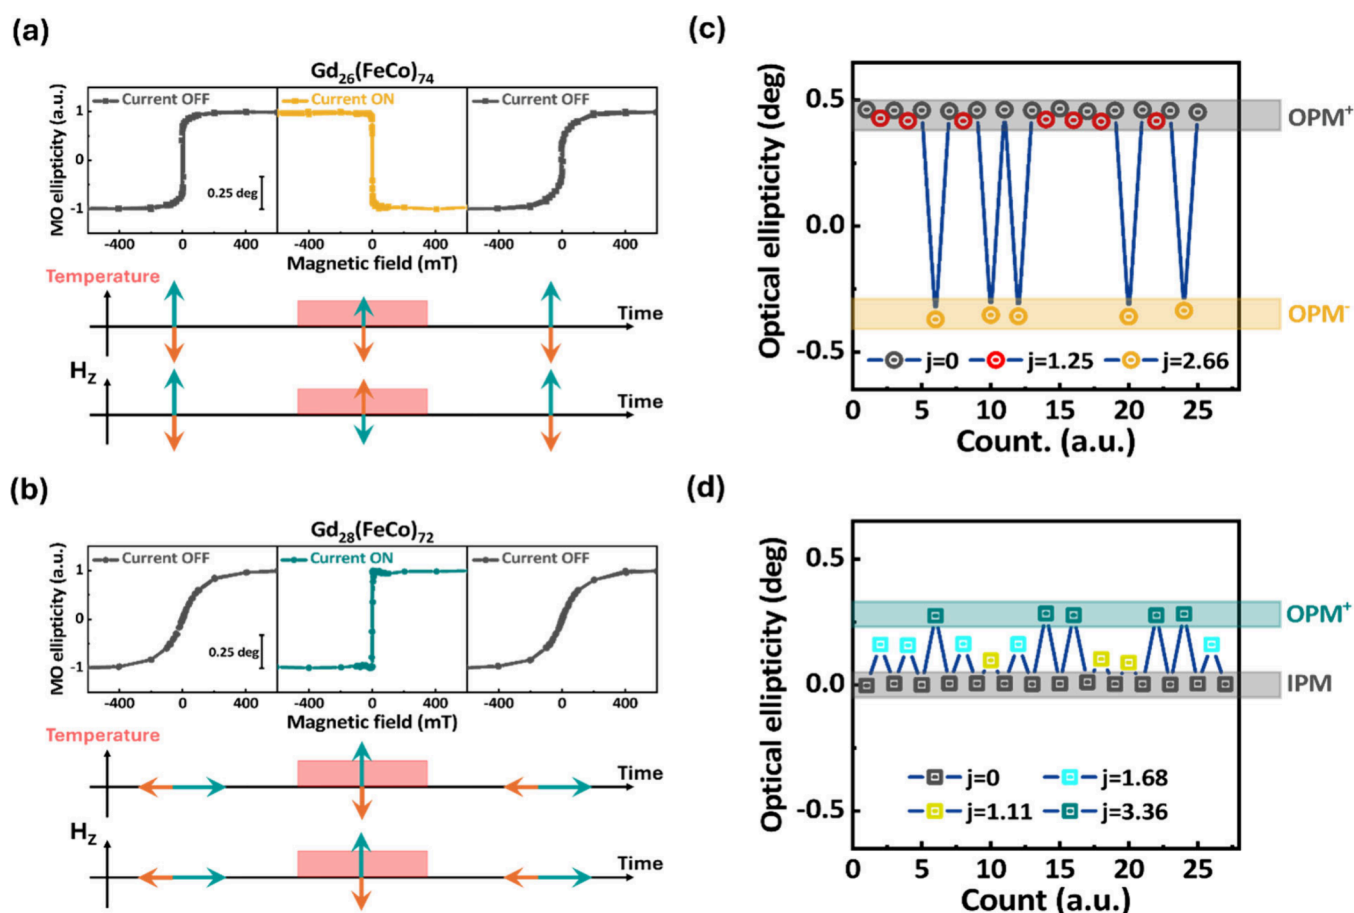 (a)
Gd26(FeCo)74
Current OFF
Current ON
Current OFF
MO ellipticity (a.u.)
1
0
-1
0.25 deg
-400 0 400 -400 0 400 -400 0 400
Magnetic field (mT)
Temperature
Time
Hz
Time
(b)
Gd28(FeCo)72
Current OFF
Current ON
Current OFF
MO ellipticity (a.u.)
1
0
-1
0.25 deg
-400 0 400 -400 0 400 -400 0 400
Magnetic field (mT)
Temperature
Time
Hz
Time
(c)
Optical ellipticity (deg)
0.5
0.0
-0.5
OPM+
OPM-
j=0 j=1.25 j=2.66
0 5 10 15 20 25
Count. (a.u.)
(d)
Optical ellipticity (deg)
0.5
0.0
-0.5
OPM+
IPM
j=0 j=1.68
j=1.11 j=3.36
0 5 10 15 20 25
Count (a.u.)